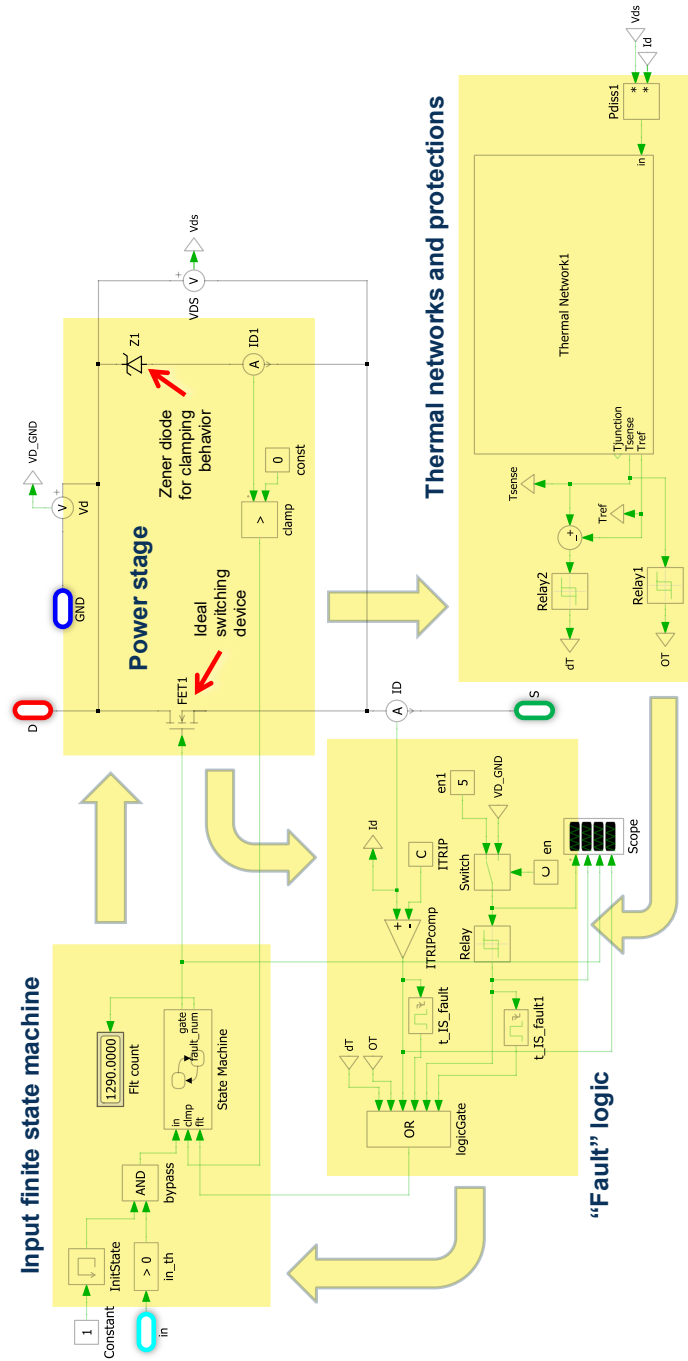 Input finite state machine
1
Constant
InitState
> 0
in_th
in
AND
bypass
in
clmp
flt
gate
fault_num
State Machine
1290.0000
Flt count
Power stage
D
GND
V
+
Vd
VD_GND
FET1
Ideal
switching
device
Zener diode
for clamping
behavior
Z1
A
ID1
0
const
>
clamp
V
+
VDS
Vds
A
ID
S
“Fault” logic
OR
logicGate
dT
OT
t_IS_fault
t_IS_fault1
+
-
ITRIPcomp
Id
C
ITRIP
Relay
Switch
5
en1
VD_GND
C
en
Scope
Thermal networks and protections
dT
OT
Relay2
Relay1
-
+
Tsense
Tref
Tjunction
Tsense
Tref
Thermal Network1
in
*
*
Pdiss1
Vds
Id